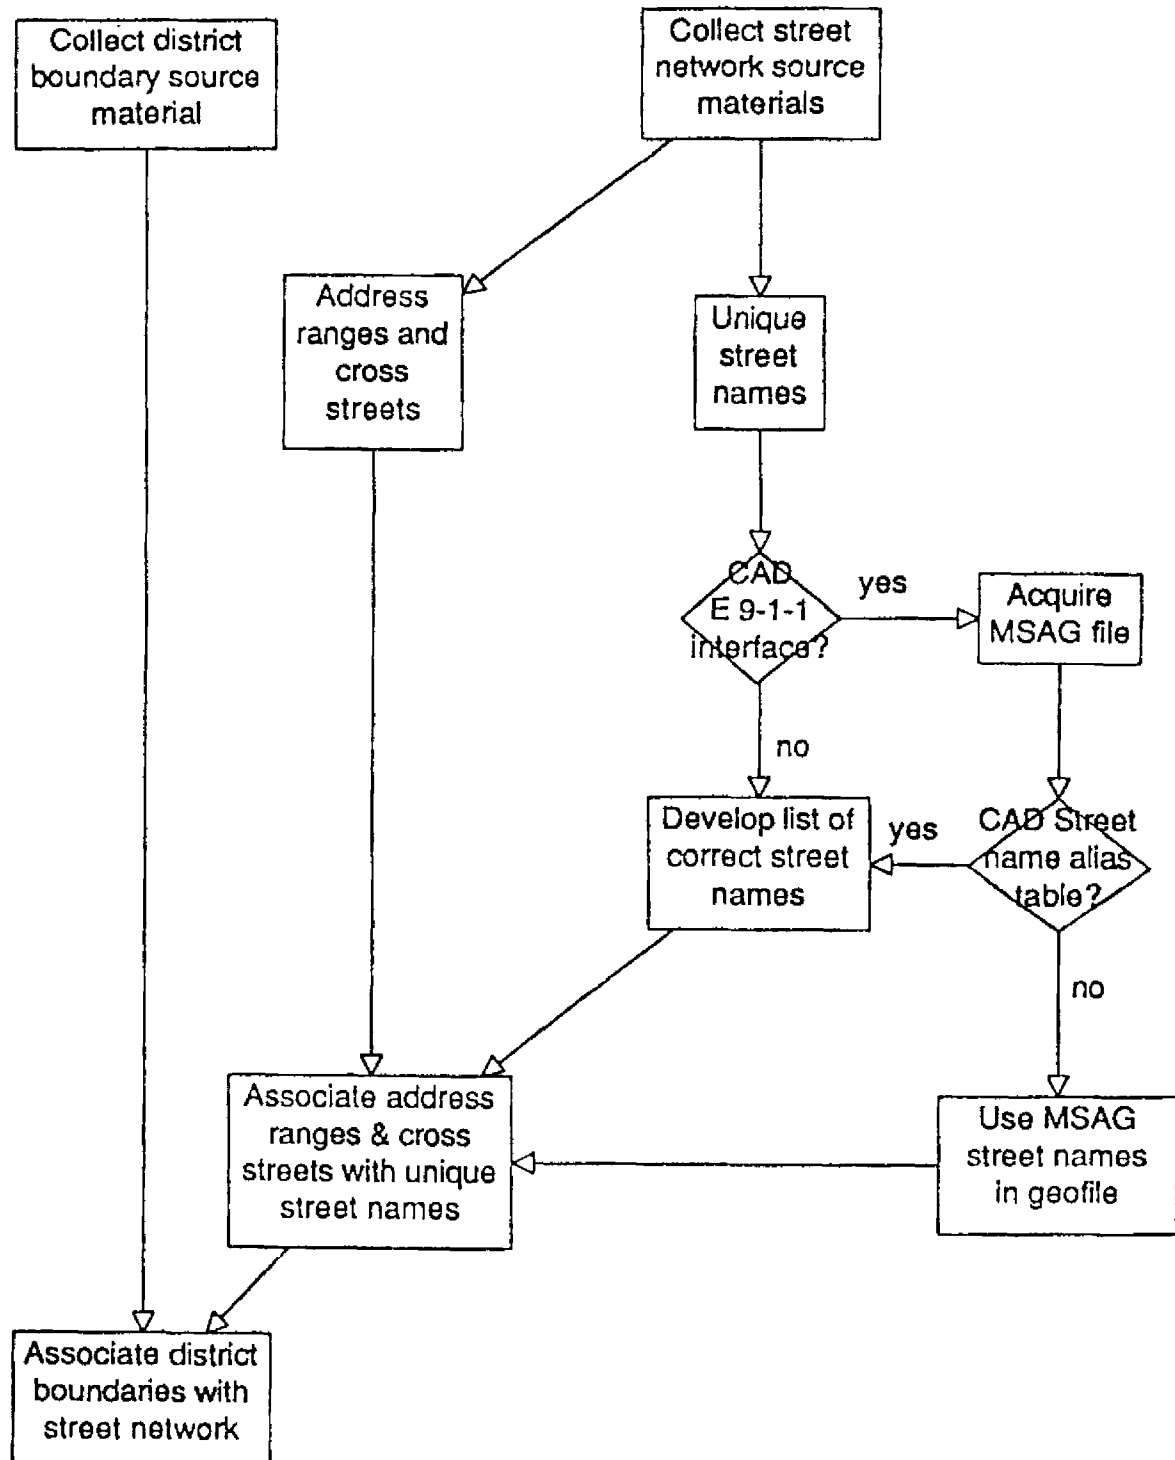 Collect district
boundary source
material
Collect street
network source
materials
Address
ranges and
cross
streets
Unique
street
names
CAD
E 9-1-1
interface?
yes
Acquire
MSAG file
no
Develop list of
correct street
names
yes
CAD Street
name alias
table?
no
Associate address
ranges & cross
streets with unique
street names
Use MSAG
street names
in geofile
Associate district
boundaries with
street network